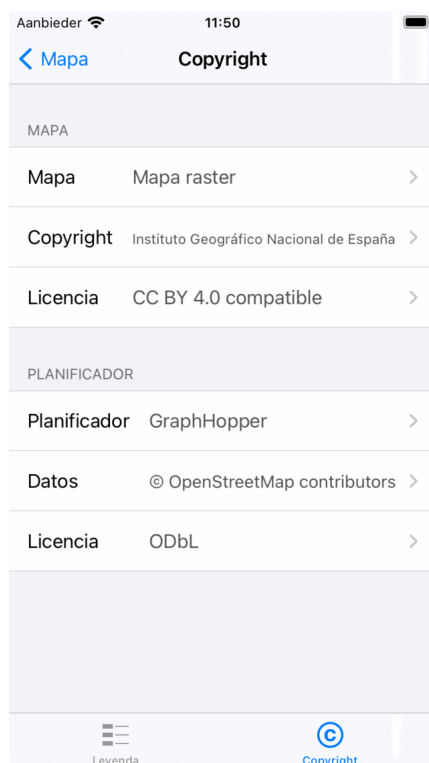 Aanbieder 11:50
Mapa Copyright
MAPA
Mapa Mapa raster
Copyright Instituto Geográfico Nacional de España
Licencia CC BY 4.0 compatible
PLANIFICADOR
Planificador GraphHopper
Datos © OpenStreetMap contributors
Licencia ODbL
Leyenda Copyright